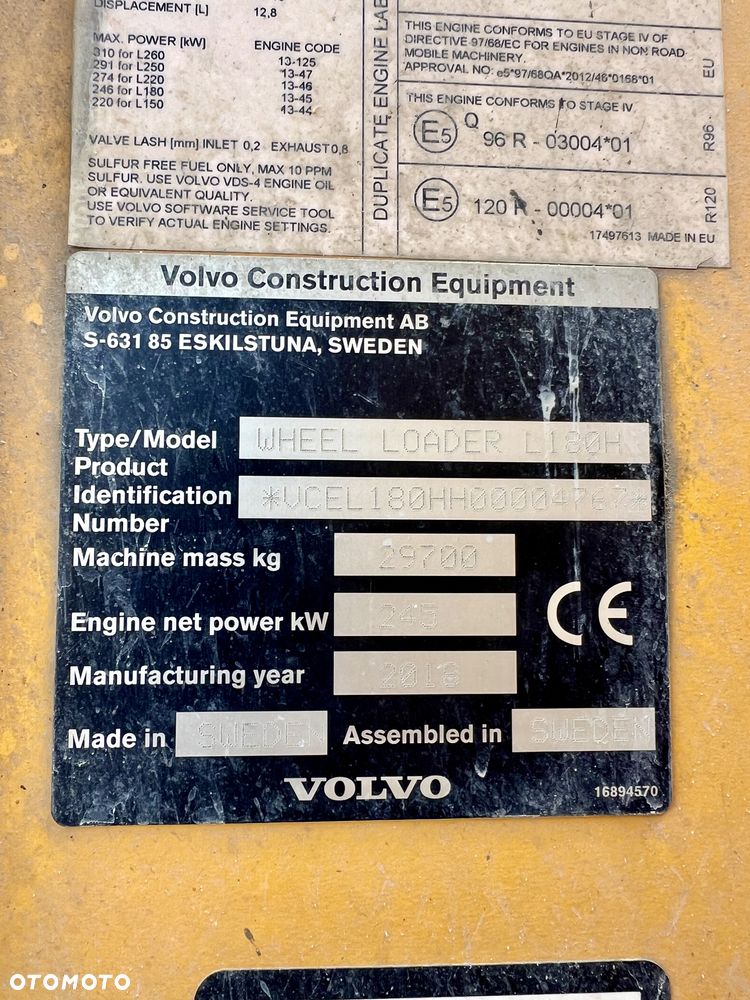 DISPLACEMENT [L] 12,8
MAX. POWER [kW] ENGINE CODE
310 for L260 13-125
291 for L250 13-47
274 for L220 13-46
246 for L180 13-45
220 for L150 13-44
VALVE LASH [mm] INLET 0,2 EXHAUST 0,8
SULFUR FREE FUEL ONLY, MAX 10 PPM
SULFUR. USE VOLVO VDS-4 ENGINE OIL
OR EQUIVALENT QUALITY.
USE VOLVO SOFTWARE SERVICE TOOL
TO VERIFY ACTUAL ENGINE SETTINGS.
DUPLICATE ENGINE LAB
THIS ENGINE CONFORMS TO EU STAGE IV OF
DIRECTIVE 97/68/EC FOR ENGINES IN NON ROAD
MOBILE MACHINERY.
APPROVAL NO: e5*97/68QA*2012/46*0168*01
EU
THIS ENGINE CONFORMS TO STAGE IV
E5 Q 96 R - 03004*01
R96
E5 120 R - 00004*01
R120
17497613 MADE IN EU
Volvo Construction Equipment
Volvo Construction Equipment AB
S-631 85 ESKILSTUNA, SWEDEN
Type/Model WHEEL LOADER L180H
Product
Identification *VCEL180HH00004767*
Number
Machine mass kg 29700
Engine net power kW 245
Manufacturing year 2018
Made in SWEDEN Assembled in SWEDEN
CE
VOLVO
16894570
OTOMOTO